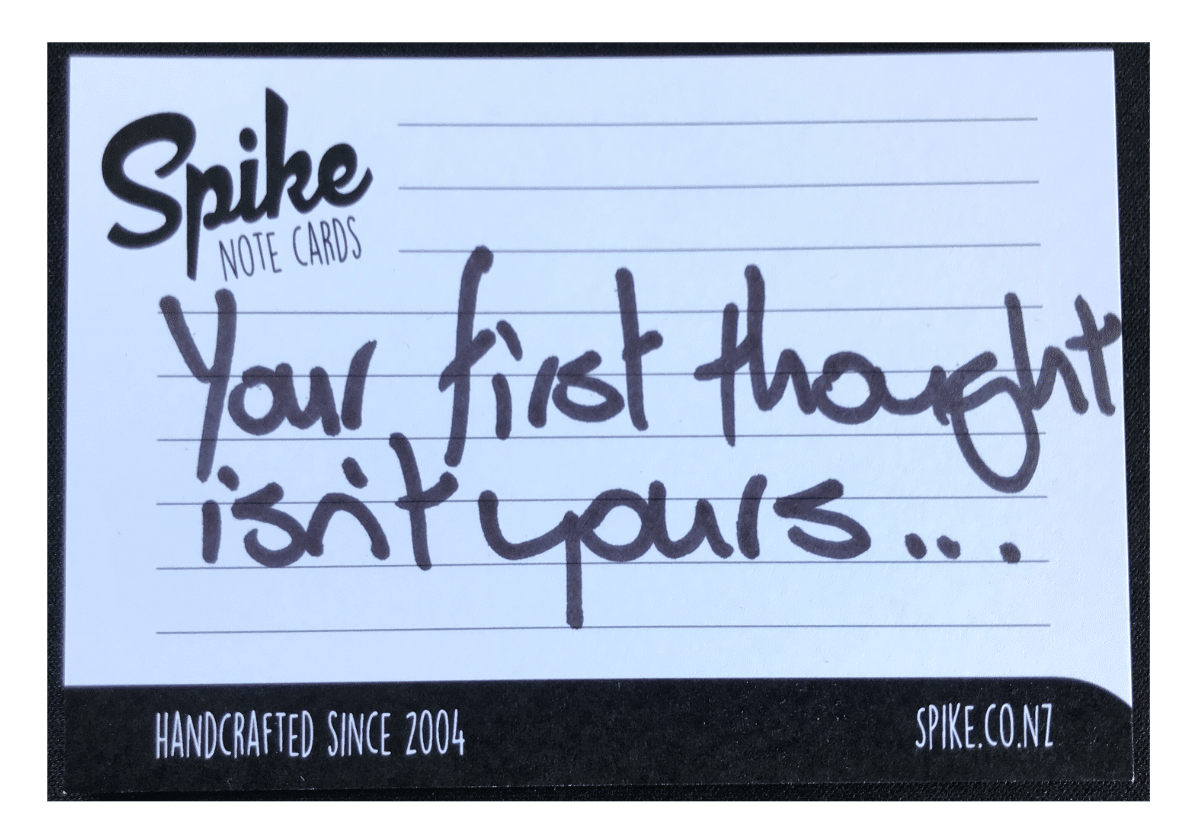 Spike
NOTE CARDS
Your first thought
isn't yours...
HANDCRAFTED SINCE 2004
SPIKE.CO.NZ